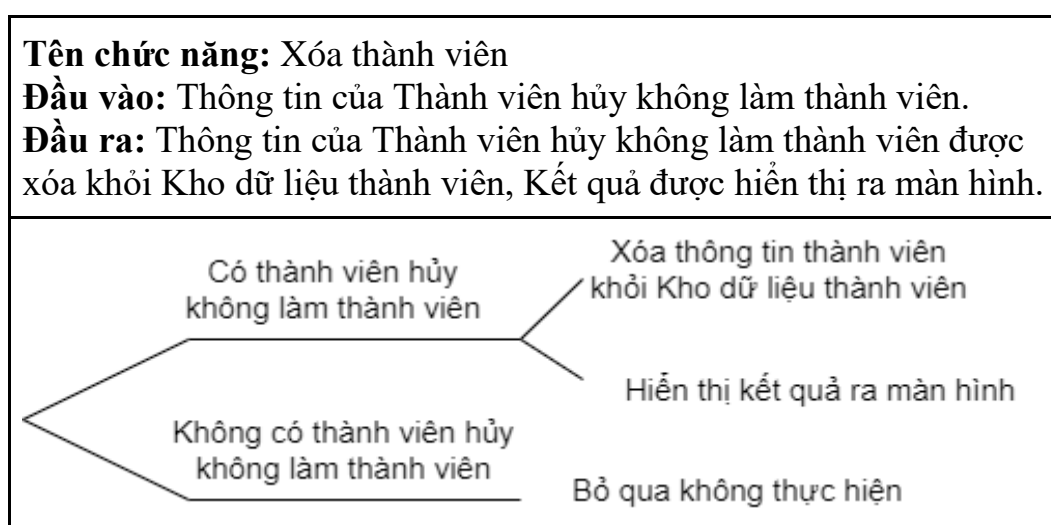 Tên chức năng: Xóa thành viên
Đầu vào: Thông tin của Thành viên hủy không làm thành viên.
Đầu ra: Thông tin của Thành viên hủy không làm thành viên được
xóa khỏi Kho dữ liệu thành viên, Kết quả được hiển thị ra màn hình.
Có thành viên hủy
không làm thành viên
Xóa thông tin thành viên
khỏi Kho dữ liệu thành viên
Hiển thị kết quả ra màn hình
Không có thành viên hủy
không làm thành viên
Bỏ qua không thực hiện